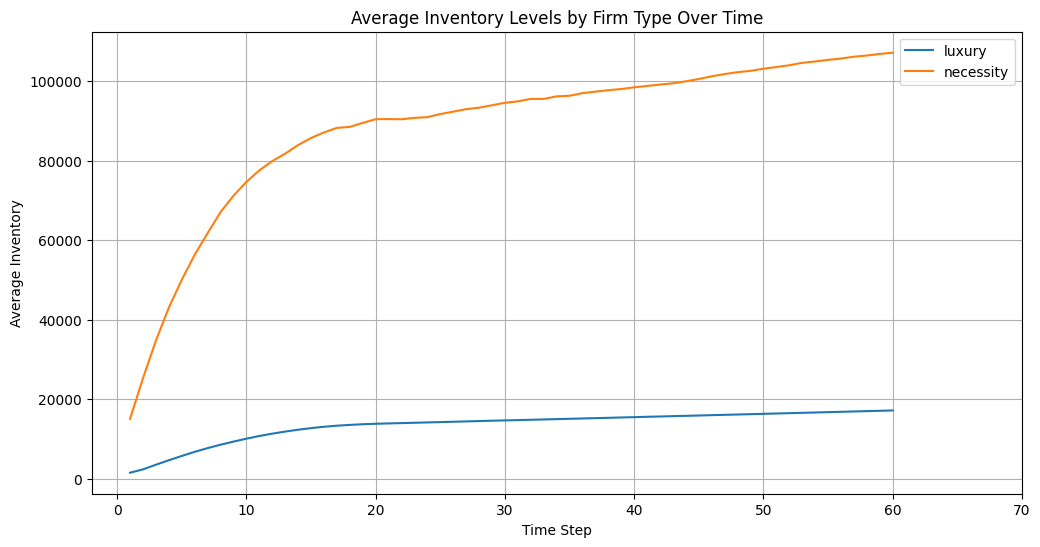 Average Inventory Levels by Firm Type Over Time
luxury
necessity
Average Inventory
100000
80000
60000
40000
20000
0
0 10 20 30 40 50 60 70
Time Step